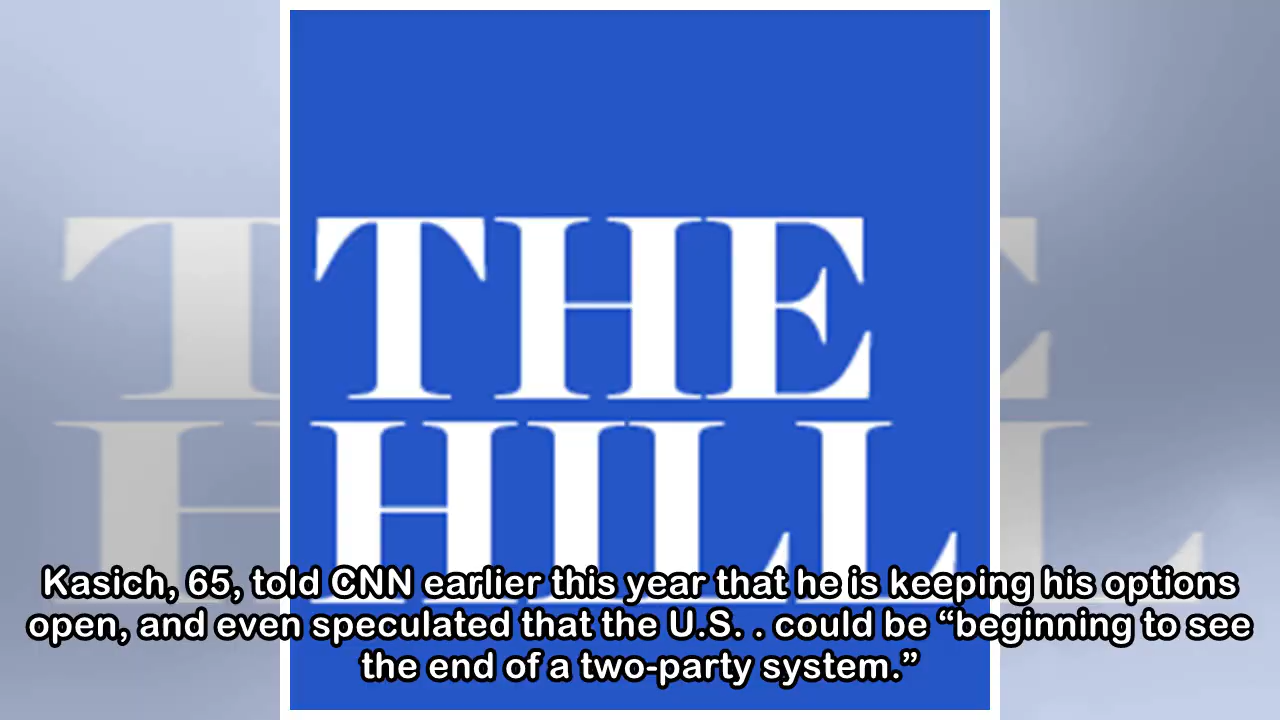 THE
HILL
Kasich, 65, told CNN earlier this year that he is keeping his options
open, and even speculated that the U.S. . could be “beginning to see
the end of a two-party system.”